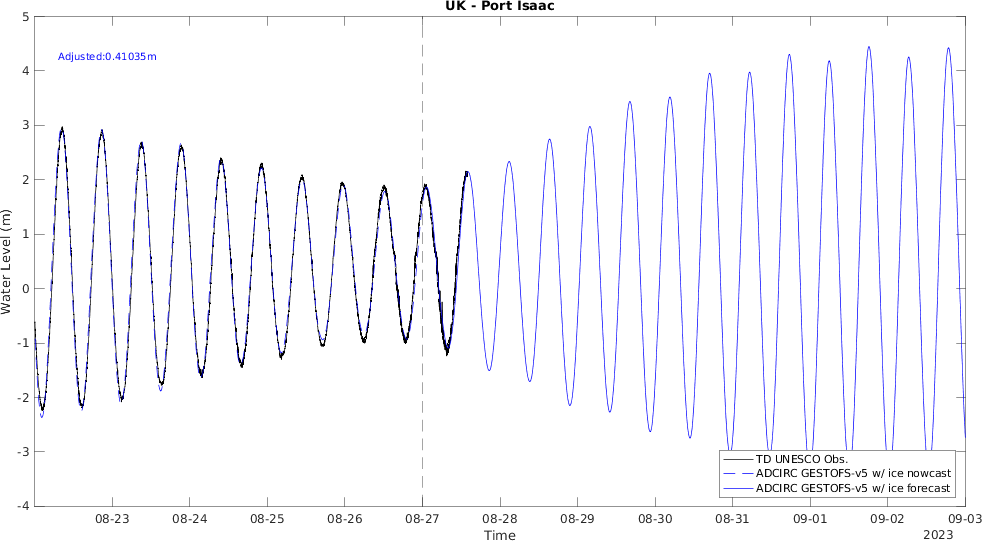 UK - Port Isaac
5
4
3
2
1
0
-1
-2
-3
-4
Water Level (m)
Adjusted:0.41035m
TD UNESCO Obs.
ADCIRC GESTOFS-v5 w/ ice nowcast
ADCIRC GESTOFS-v5 w/ ice forecast
08-23 08-24 08-25 08-26 08-27 08-28 08-29 08-30 08-31 09-01 09-02 09-03
Time
2023